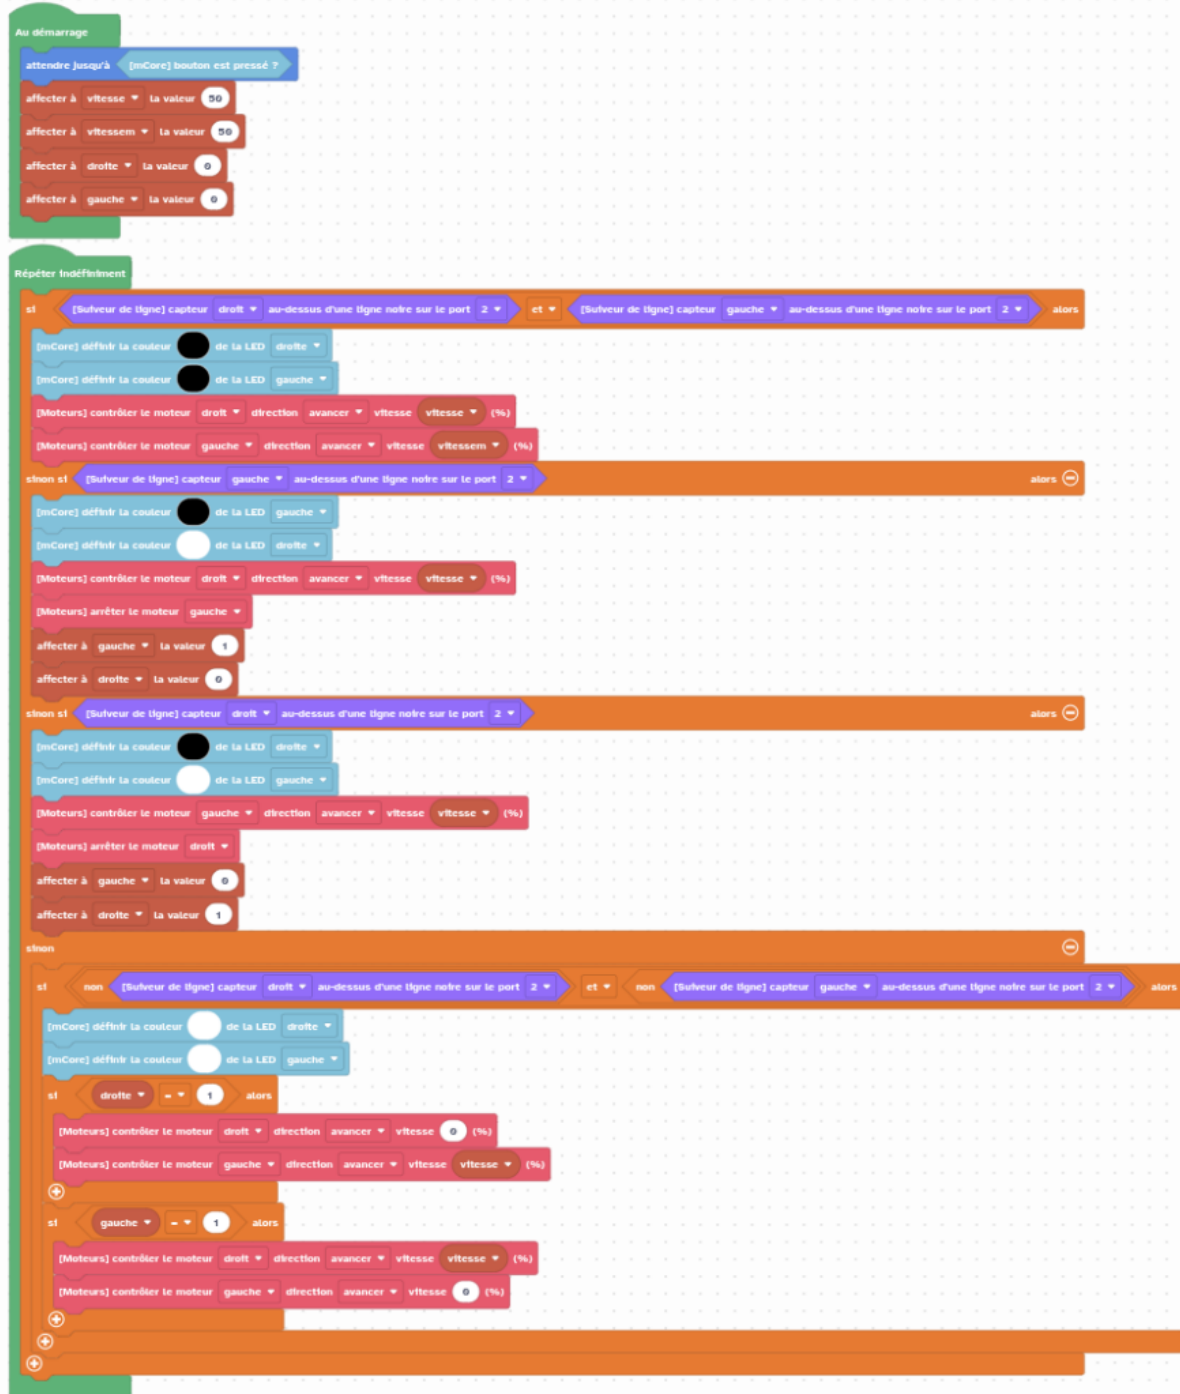 Au démarrage
attendre jusqu'à [mCore] bouton est pressé ?
affecter à vitesse la valeur 50
affecter à vitessem la valeur 50
affecter à droite la valeur 0
affecter à gauche la valeur 0
Répéter indéfiniment
si [Suiveur de ligne] capteur droit au-dessus d'une ligne noire sur le port 2 et [Suiveur de ligne] capteur gauche au-dessus d'une ligne noire sur le port 2 alors
[mCore] définir la couleur de la LED droite
[mCore] définir la couleur de la LED gauche
[Moteurs] contrôler le moteur droit direction avancer vitesse vitesse (%)
[Moteurs] contrôler le moteur gauche direction avancer vitesse vitessem (%)
sinon si [Suiveur de ligne] capteur gauche au-dessus d'une ligne noire sur le port 2 alors
[mCore] définir la couleur de la LED gauche
[mCore] définir la couleur de la LED droite
[Moteurs] contrôler le moteur droit direction avancer vitesse vitesse (%)
[Moteurs] arrêter le moteur gauche
affecter à gauche la valeur 1
affecter à droite la valeur 0
sinon si [Suiveur de ligne] capteur droit au-dessus d'une ligne noire sur le port 2 alors
[mCore] définir la couleur de la LED droite
[mCore] définir la couleur de la LED gauche
[Moteurs] contrôler le moteur gauche direction avancer vitesse vitesse (%)
[Moteurs] arrêter le moteur droit
affecter à gauche la valeur 0
affecter à droite la valeur 1
sinon
si non [Suiveur de ligne] capteur droit au-dessus d'une ligne noire sur le port 2 et non [Suiveur de ligne] capteur gauche au-dessus d'une ligne noire sur le port 2 alors
[mCore] définir la couleur de la LED droite
[mCore] définir la couleur de la LED gauche
si droite = 1 alors
[Moteurs] contrôler le moteur droit direction avancer vitesse 0 (%)
[Moteurs] contrôler le moteur gauche direction avancer vitesse vitesse (%)
si gauche = 1 alors
[Moteurs] contrôler le moteur droit direction avancer vitesse vitesse (%)
[Moteurs] contrôler le moteur gauche direction avancer vitesse 0 (%)